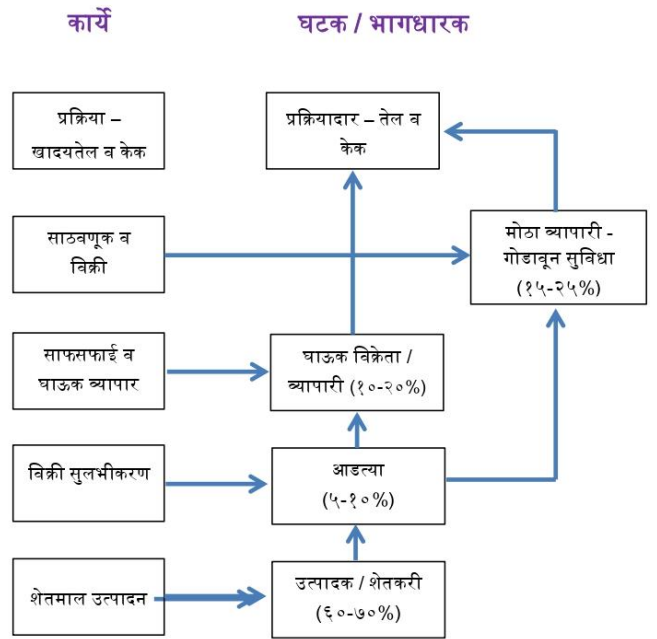 कार्ये
घटक / भागधारक
प्रक्रिया –
खादयतेल व केक
प्रक्रियादार – तेल व
केक
साठवणूक व
विक्री
मोठा व्यापारी -
गोडावून सुविधा
(१५-२५%)
साफसफाई व
घाऊक व्यापार
घाऊक विक्रेता /
व्यापारी (१०-२०%)
विक्री सुलभीकरण
आडत्या
(५-१०%)
शेतमाल उत्पादन
उत्पादक / शेतकरी
(६०-७०%)